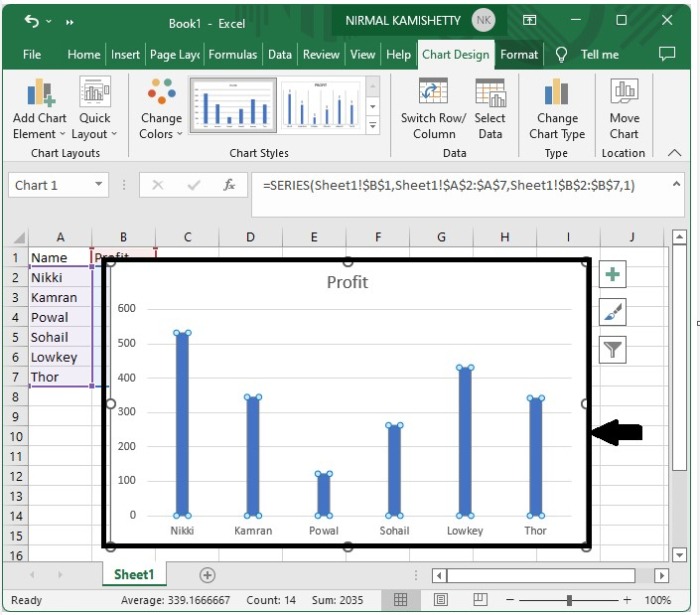 Book1 - Excel
NIRMAL KAMISHETTY NK
File Home Insert Page Layo Formulas Data Review View Help Chart Design Format Tell me
Add Chart Element
Quick Layout
Change Colors
Switch Row/ Column
Select Data
Change Chart Type
Move Chart
Chart Layouts Chart Styles Data Type Location
Chart 1 fx =SERIES(Sheet1!$B$1,Sheet1!$A$2:$A$7,Sheet1!$B$2:$B$7,1)
A B C D E F G H I J
1 Name Profit
2 Nikki
3 Kamran
4 Powal
5 Sohail
6 Lowkey
7 Thor
8
9
10
11
12
13
14
15
16
Profit
600
500
400
300
200
100
0
Nikki Kamran Powal Sohail Lowkey Thor
Sheet1
Ready Average: 339.1666667 Count: 14 Sum: 2035 100%